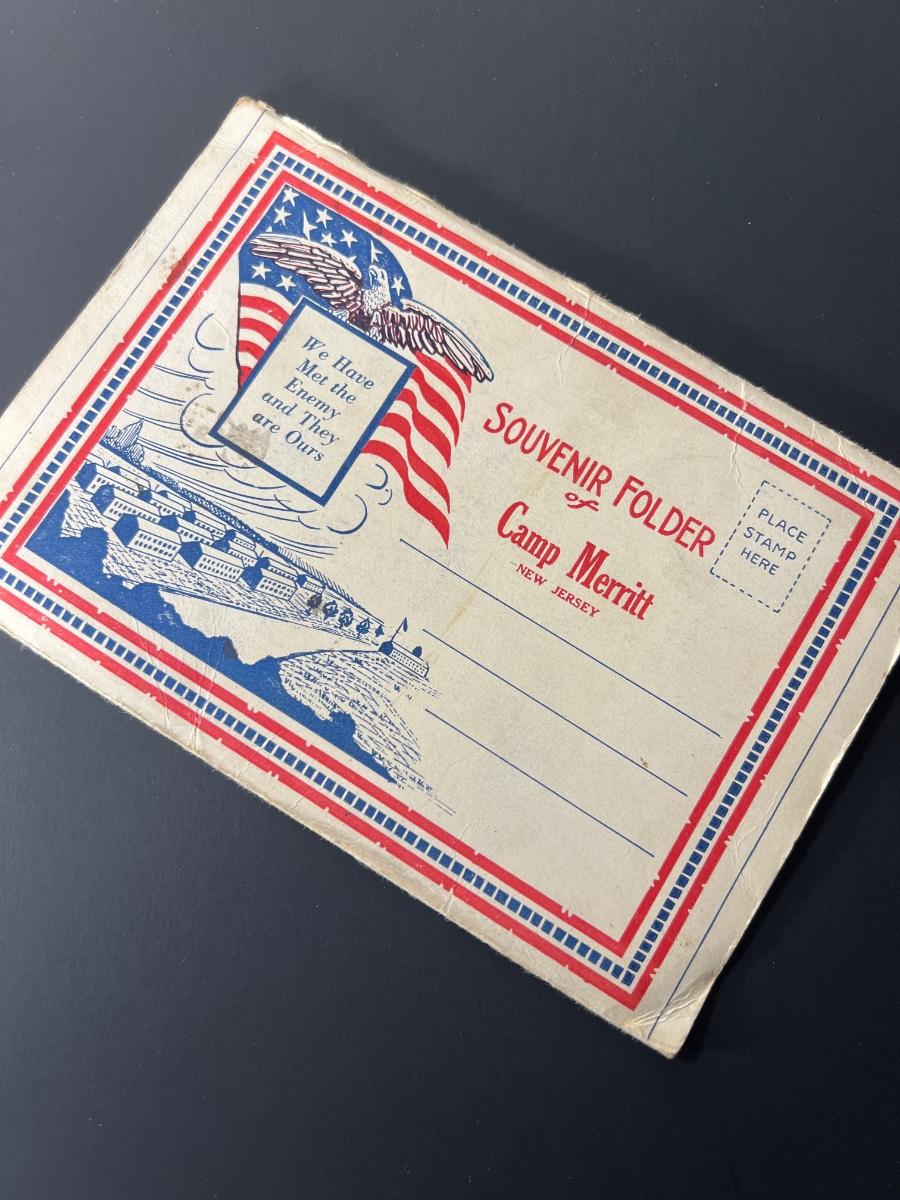 We Have
Met the
Enemy
and They
are Ours
SOUVENIR FOLDER
of
Camp Merritt
NEW JERSEY
PLACE
STAMP
HERE